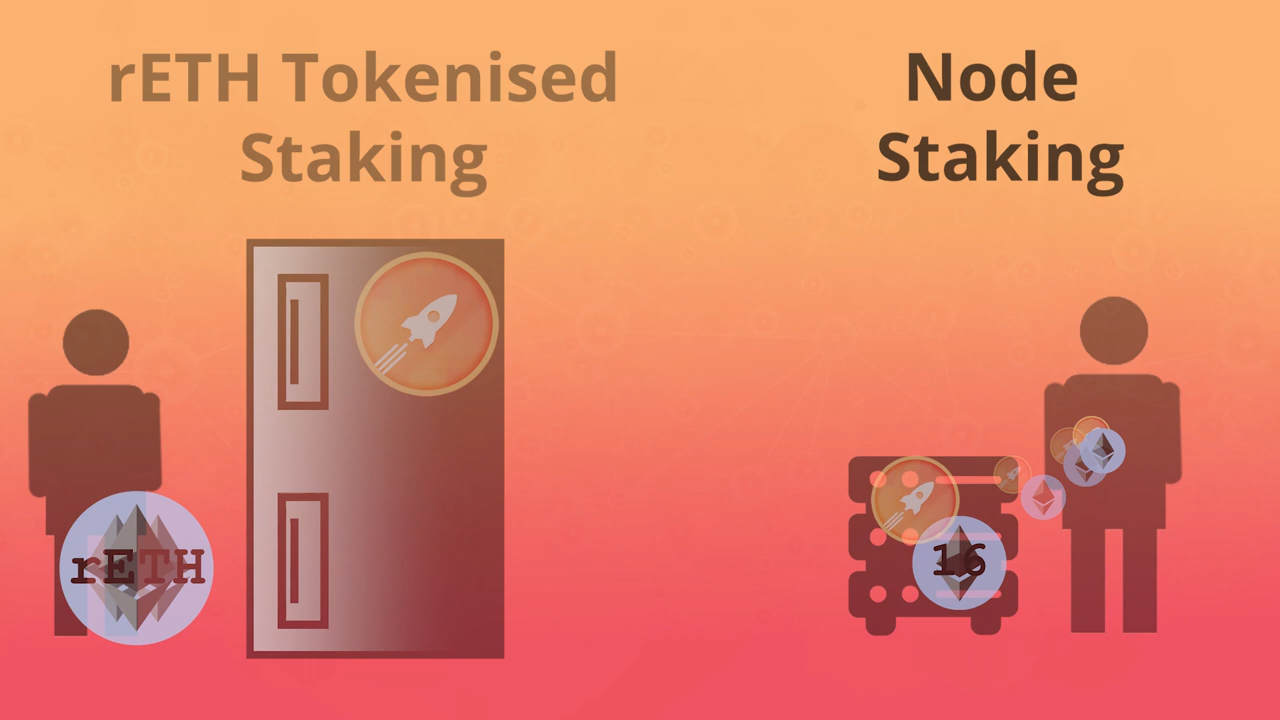 rETH Tokenised
Staking
Node
Staking
rETH
16